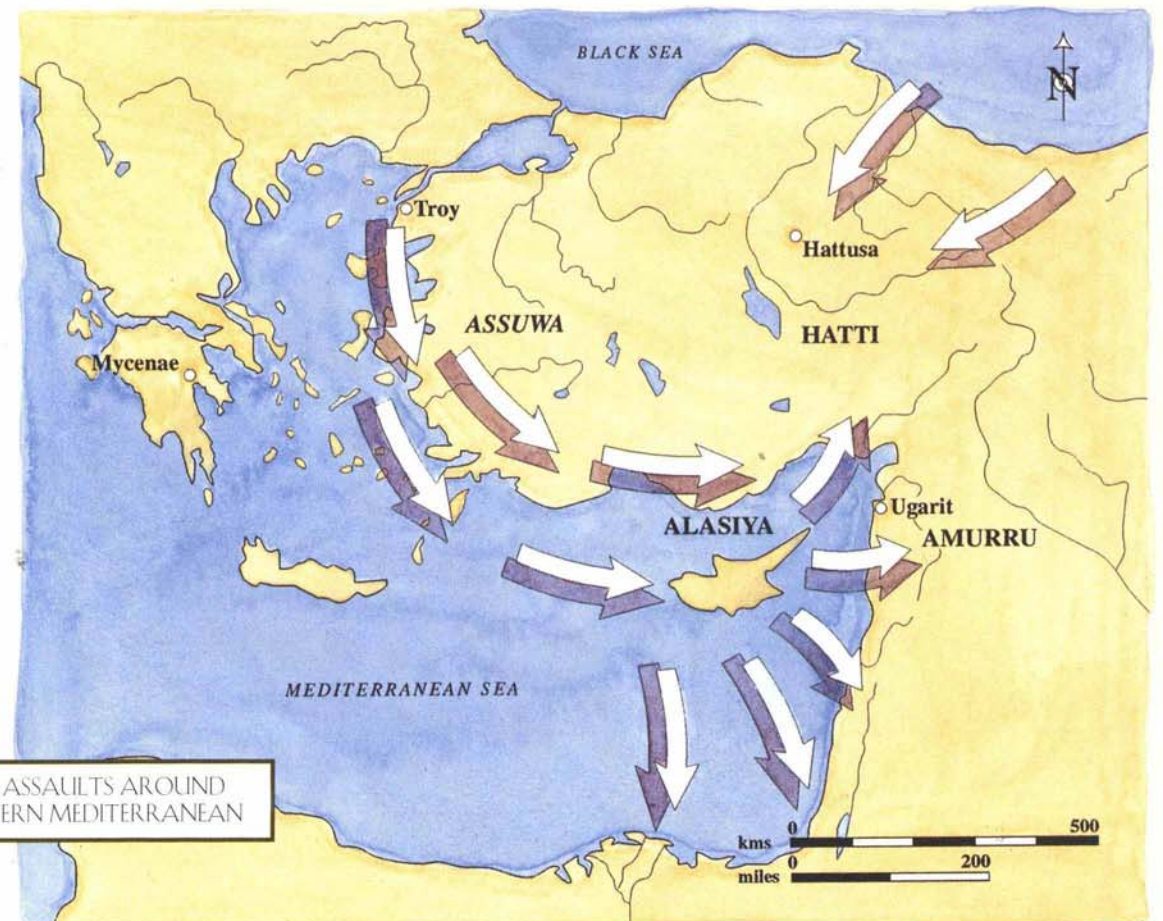 BLACK SEA
N
Troy
Hattusa
ASSUWA
HATTI
Mycenae
Ugarit
ALASIYA
AMURRU
MEDITERRANEAN SEA
ASSAULTS AROUND
ERN MEDITERRANEAN
0 500
kms
0 200
miles